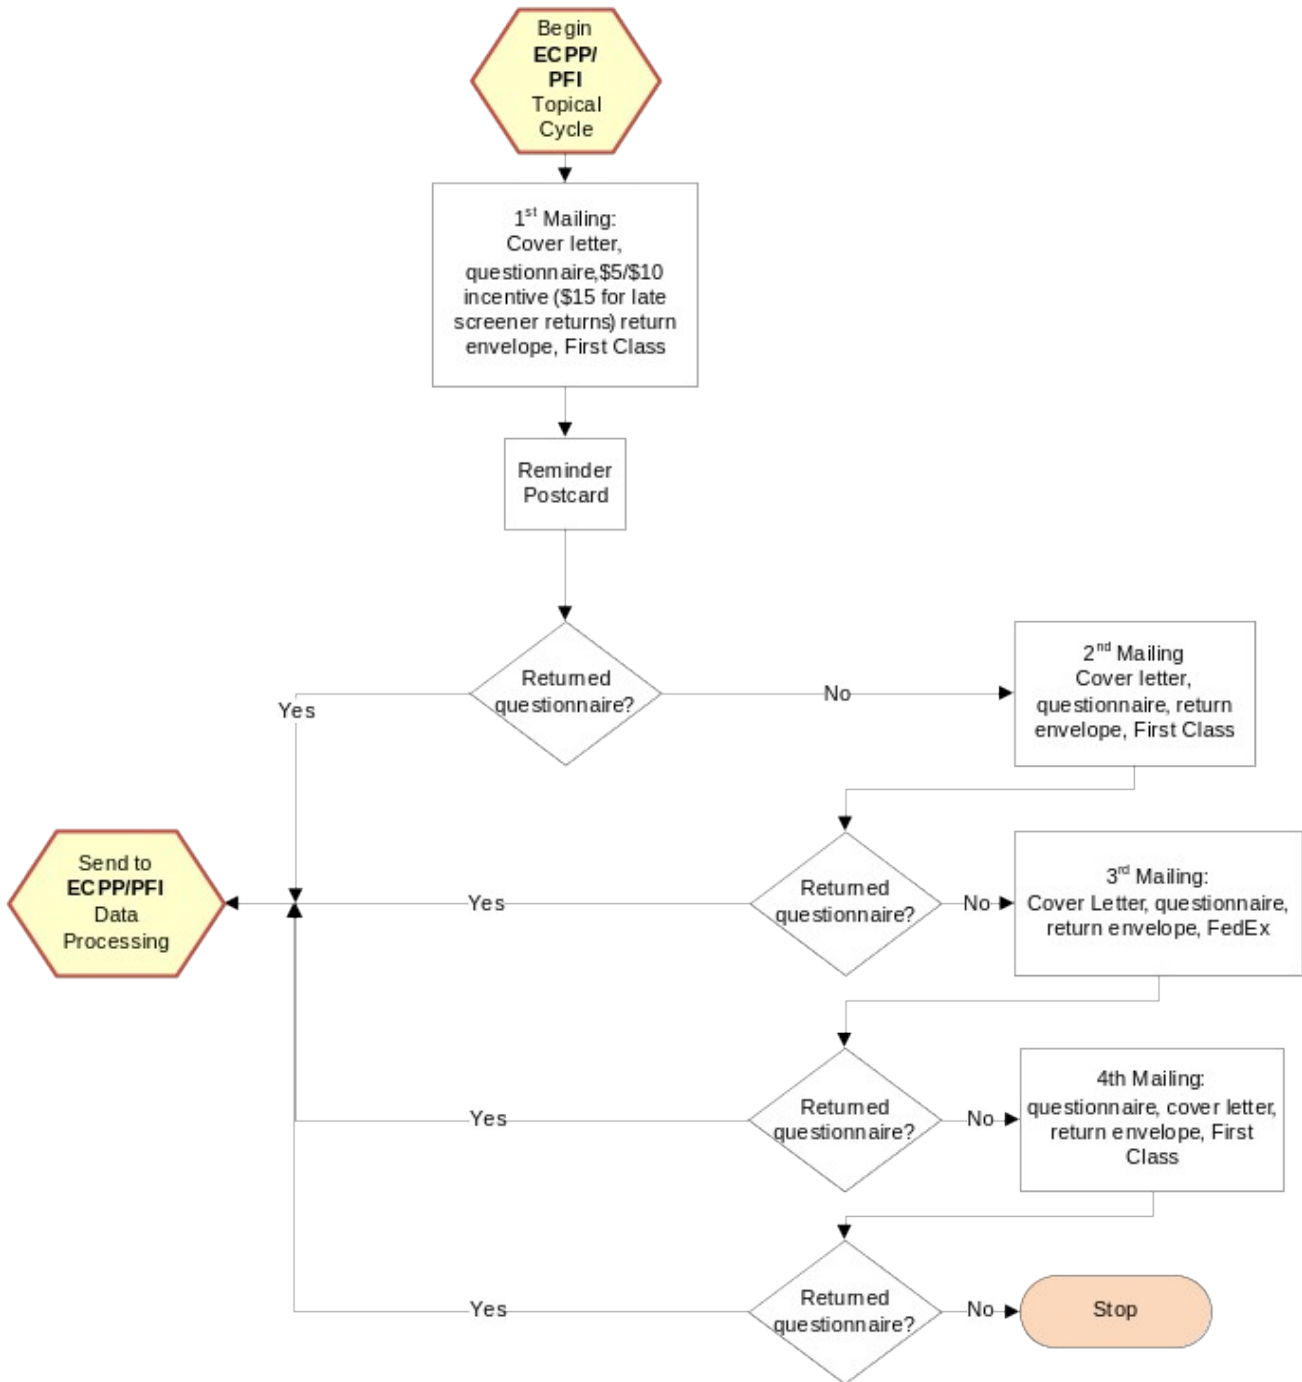 Begin
ECPP/
PFI
Topical
Cycle
1st Mailing:
Cover letter,
questionnaire,$5/$10
incentive ($15 for late
screener returns) return
envelope, First Class
Reminder
Postcard
Returned
questionnaire?
Yes
No
2nd Mailing
Cover letter,
questionnaire, return
envelope, First Class
Send to
ECPP/PFI
Data
Processing
Yes
Returned
questionnaire?
No
3rd Mailing:
Cover Letter, questionnaire,
return envelope, FedEx
Yes
Returned
questionnaire?
No
4th Mailing:
questionnaire, cover letter,
return envelope, First
Class
Yes
Returned
questionnaire?
No
Stop